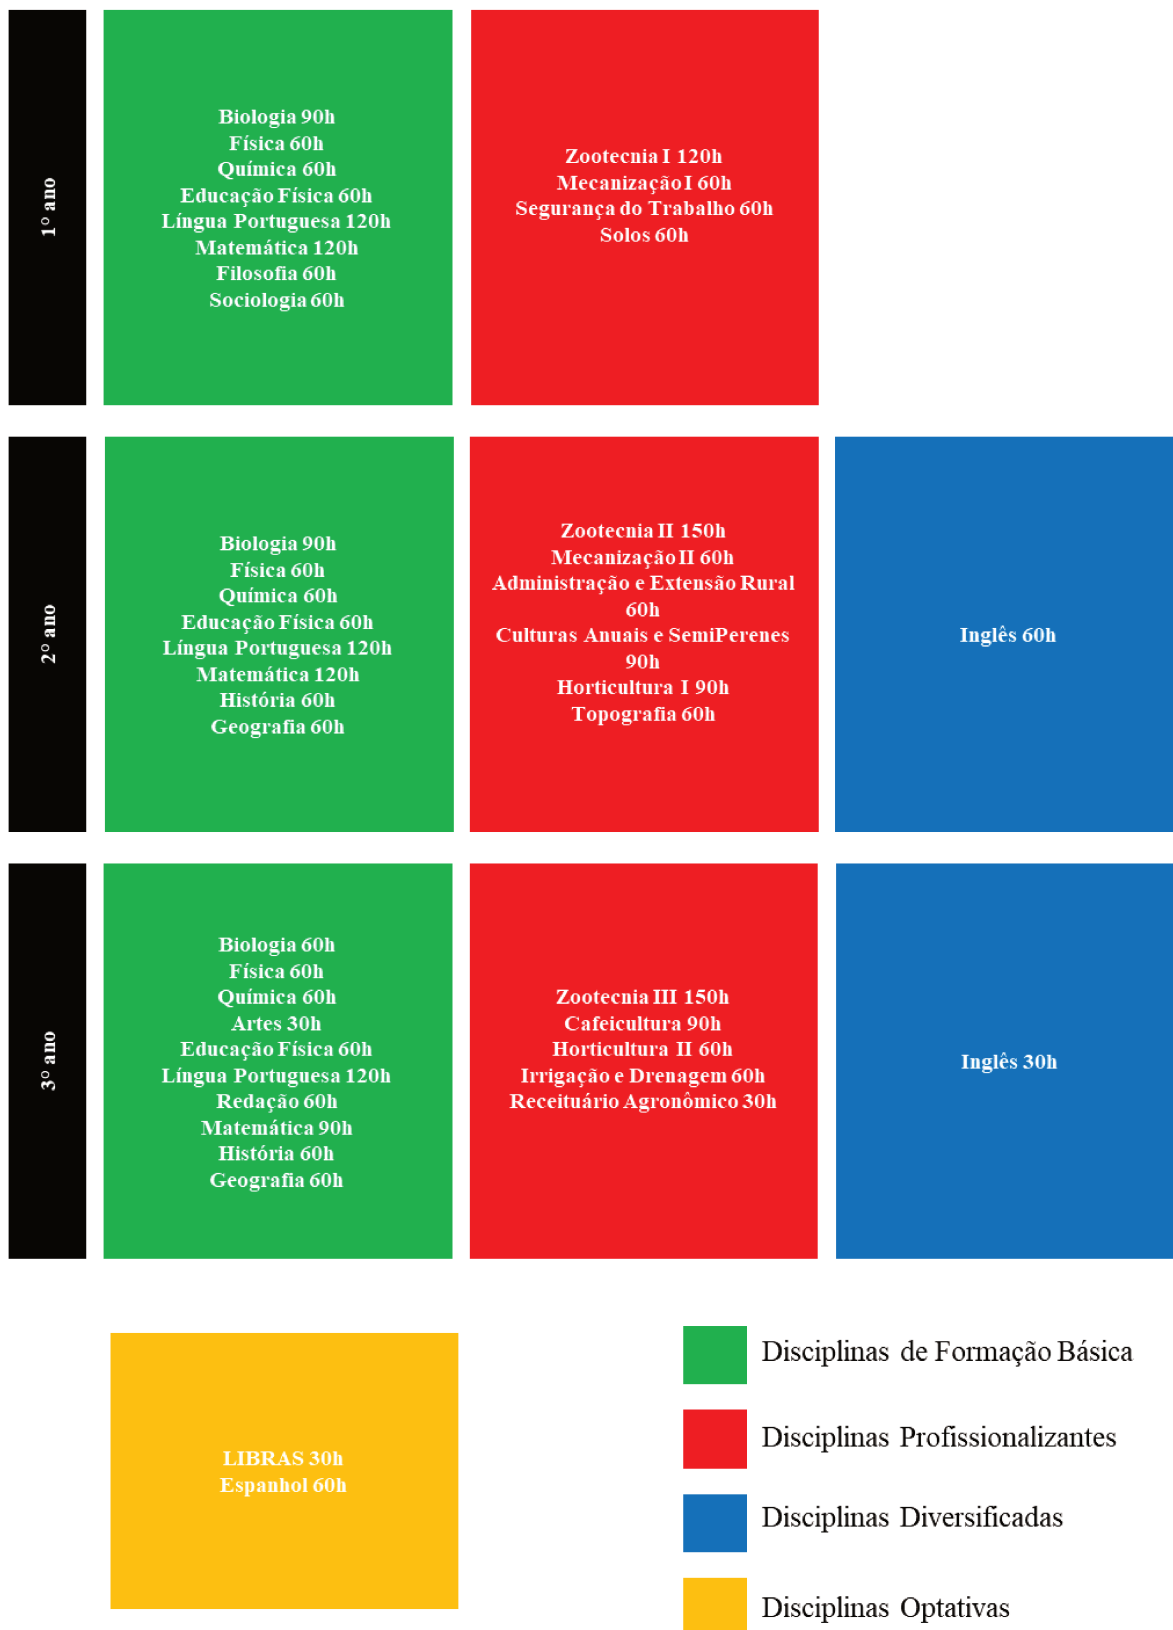 1º ano
Biologia 90h
Física 60h
Química 60h
Educação Física 60h
Língua Portuguesa 120h
Matemática 120h
Filosofia 60h
Sociologia 60h
Zootecnia I 120h
Mecanização I 60h
Segurança do Trabalho 60h
Solos 60h
2º ano
Biologia 90h
Física 60h
Química 60h
Educação Física 60h
Língua Portuguesa 120h
Matemática 120h
História 60h
Geografia 60h
Zootecnia II 150h
Mecanização II 60h
Administração e Extensão Rural
60h
Culturas Anuais e SemiPerenes
90h
Horticultura I 90h
Topografia 60h
Inglês 60h
3º ano
Biologia 60h
Física 60h
Química 60h
Artes 30h
Educação Física 60h
Língua Portuguesa 120h
Redação 60h
Matemática 90h
História 60h
Geografia 60h
Zootecnia III 150h
Cafeicultura 90h
Horticultura II 60h
Irrigação e Drenagem 60h
Receituário Agronômico 30h
Inglês 30h
LIBRAS 30h
Espanhol 60h
Disciplinas de Formação Básica
Disciplinas Profissionalizantes
Disciplinas Diversificadas
Disciplinas Optativas